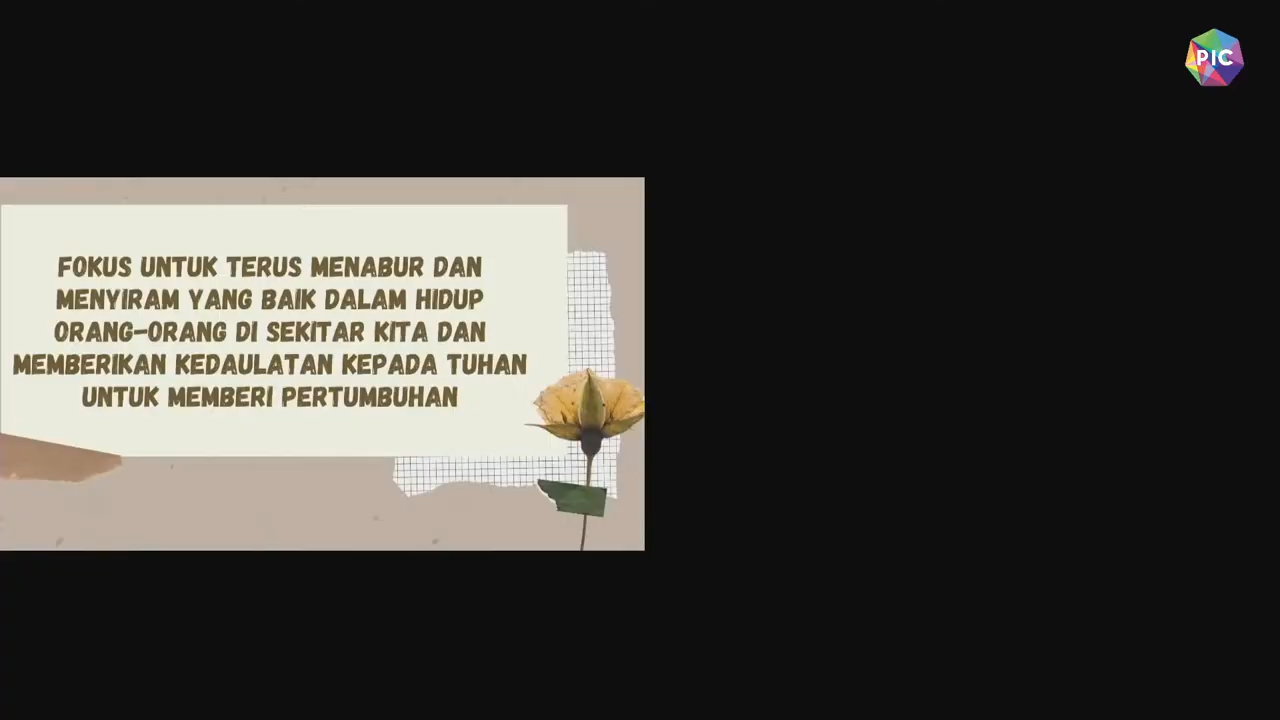 PIC
FOKUS UNTUK TERUS MENABUR DAN
MENYIRAM YANG BAIK DALAM HIDUP
ORANG-ORANG DI SEKITAR KITA DAN
MEMBERIKAN KEDAULATAN KEPADA TUHAN
UNTUK MEMBERI PERTUMBUHAN